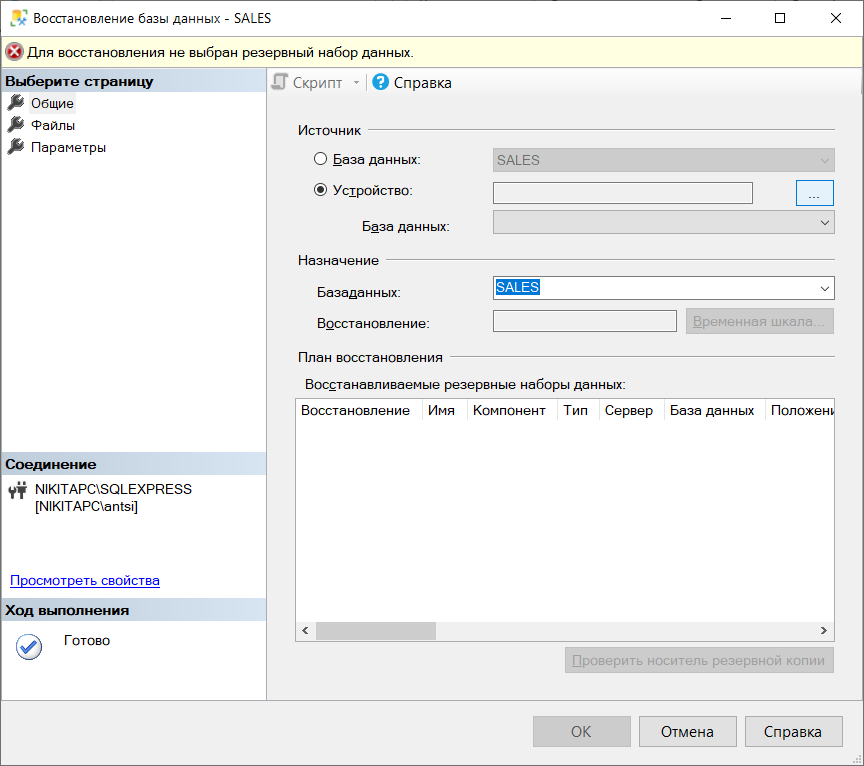 Восстановление базы данных - SALES
Для восстановления не выбран резервный набор данных.
Выберите страницу
Общие
Файлы
Параметры
Соединение
NIKITAPC\SQLEXPRESS
[NIKITAPC\antsi]
Просмотреть свойства
Ход выполнения
Готово
Скрипт
Справка
Источник
База данных: SALES
Устройство: ...
База данных:
Назначение
Базаданных: SALES
Восстановление: Временная шкала...
План восстановления
Восстанавливаемые резервные наборы данных:
Восстановление Имя Компонент Тип Сервер База данных Положени
Проверить носитель резервной копии
ОК Отмена Справка